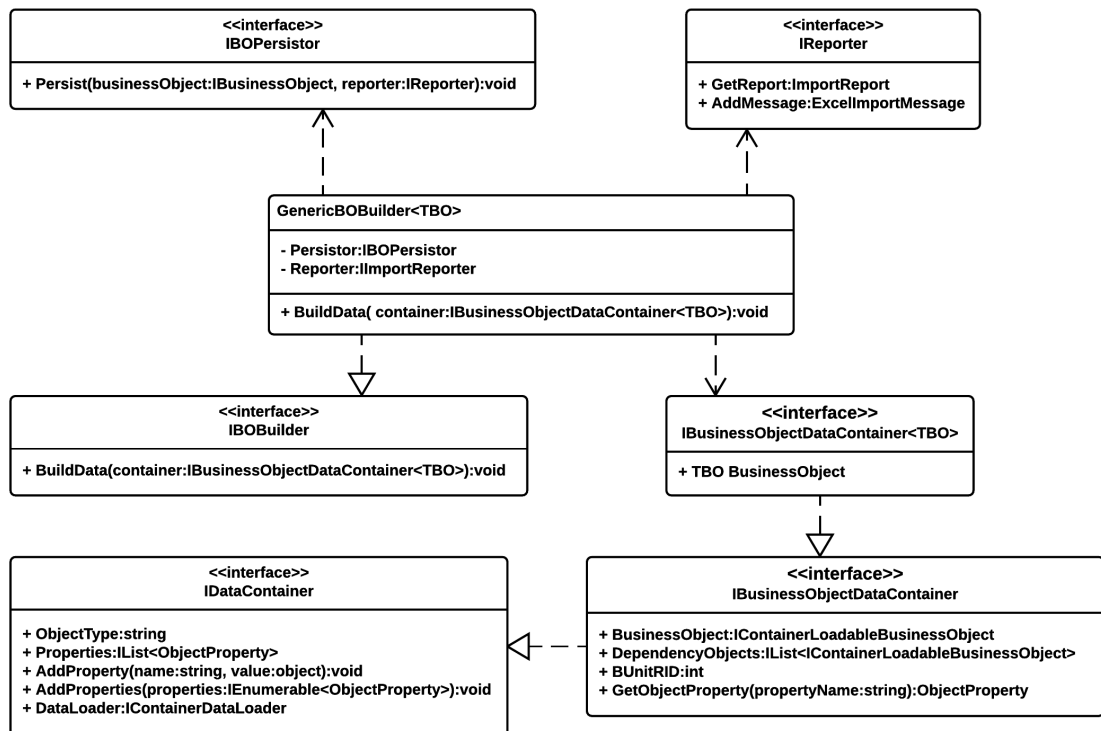 <<interface>>
IBOPersistor
+ Persist(businessObject:IBusinessObject, reporter:IReporter):void
<<interface>>
IReporter
+ GetReport:ImportReport
+ AddMessage:ExcelImportMessage
GenericBOBuilder<TBO>
- Persistor:IBOPersistor
- Reporter:IImportReporter
+ BuildData( container:IBusinessObjectDataContainer<TBO>):void
<<interface>>
IBOBuilder
+ BuildData(container:IBusinessObjectDataContainer<TBO>):void
<<interface>>
IBusinessObjectDataContainer<TBO>
+ TBO BusinessObject
<<interface>>
IDataContainer
+ ObjectType:string
+ Properties:IList<ObjectProperty>
+ AddProperty(name:string, value:object):void
+ AddProperties(properties:IEnumerable<ObjectProperty>):void
+ DataLoader:IContainerDataLoader
<<interface>>
IBusinessObjectDataContainer
+ BusinessObject:IContainerLoadableBusinessObject
+ DependencyObjects:IList<IContainerLoadableBusinessObject>
+ BUnitRID:int
+ GetObjectProperty(propertyName:string):ObjectProperty